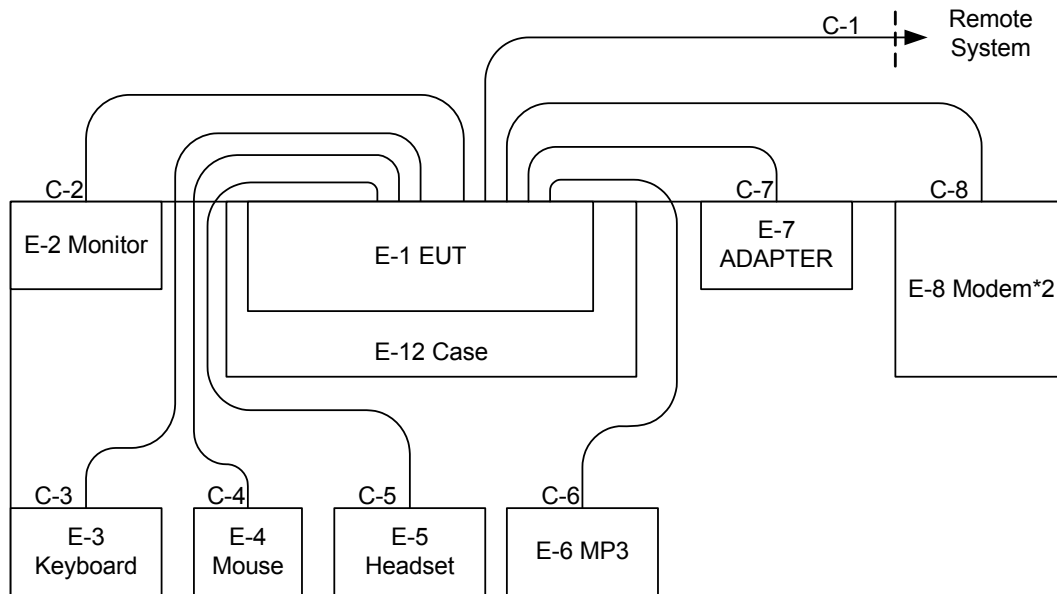 C-1
Remote
System
C-2
C-7
C-8
E-2 Monitor
E-1 EUT
E-7
ADAPTER
E-8 Modem*2
E-12 Case
C-3
C-4
C-5
C-6
E-3
Keyboard
E-4
Mouse
E-5
Headset
E-6 MP3